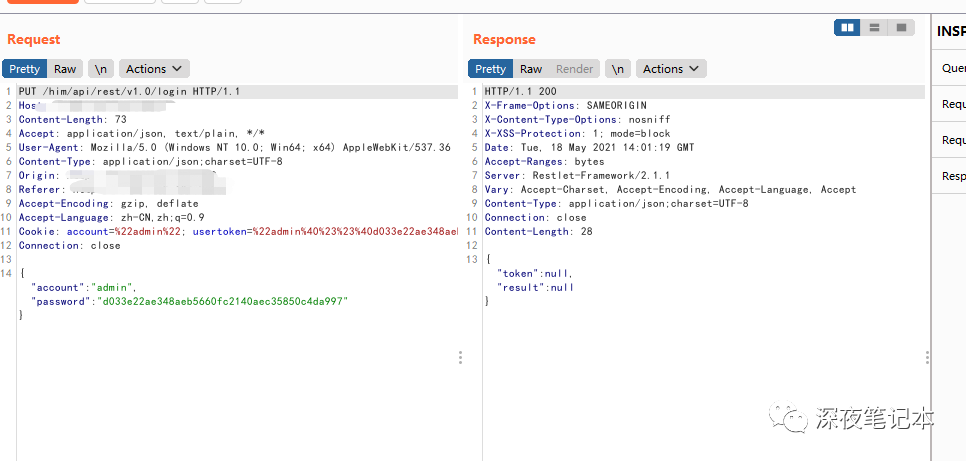 Request
Pretty Raw \n Actions
1 PUT /him/api/rest/v1.0/login HTTP/1.1
2 Host
3 Content-Length: 73
4 Accept: application/json, text/plain, */*
5 User-Agent: Mozilla/5.0 (Windows NT 10.0; Win64; x64) AppleWebKit/537.36
6 Content-Type: application/json;charset=UTF-8
7 Origin:
8 Referer:
9 Accept-Encoding: gzip, deflate
10 Accept-Language: zh-CN,zh;q=0.9
11 Cookie: account=%22admin%22; usertoken=%22admin%40%23%23%40d033e22ae348ae
12 Connection: close
13
14 {
"account":"admin",
"password":"d033e22ae348aeb5660fc2140aec35850c4da997"
}
Response
Pretty Raw Render \n Actions
1 HTTP/1.1 200
2 X-Frame-Options: SAMEORIGIN
3 X-Content-Type-Options: nosniff
4 X-XSS-Protection: 1; mode=block
5 Date: Tue, 18 May 2021 14:01:19 GMT
6 Accept-Ranges: bytes
7 Server: Restlet-Framework/2.1.1
8 Vary: Accept-Charset, Accept-Encoding, Accept-Language, Accept
9 Content-Type: application/json;charset=UTF-8
10 Connection: close
11 Content-Length: 28
12
13 {
"token":null,
"result":null
}
INSP
Quer
Requ
Requ
Resp
深夜笔记本